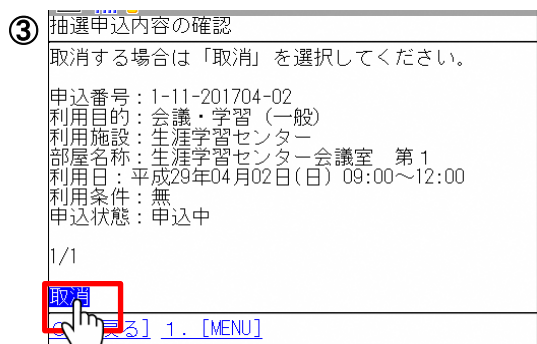 ③
抽選申込内容の確認
取消する場合は「取消」を選択してください。
申込番号：1-11-201704-02
利用目的：会議・学習（一般）
利用施設：生涯学習センター
部屋名称：生涯学習センター会議室　第１
利用日：平成29年04月02日(日) 09:00～12:00
利用条件：無
申込状態：申込中
1/1
取消
戻る] 1. [MENU]